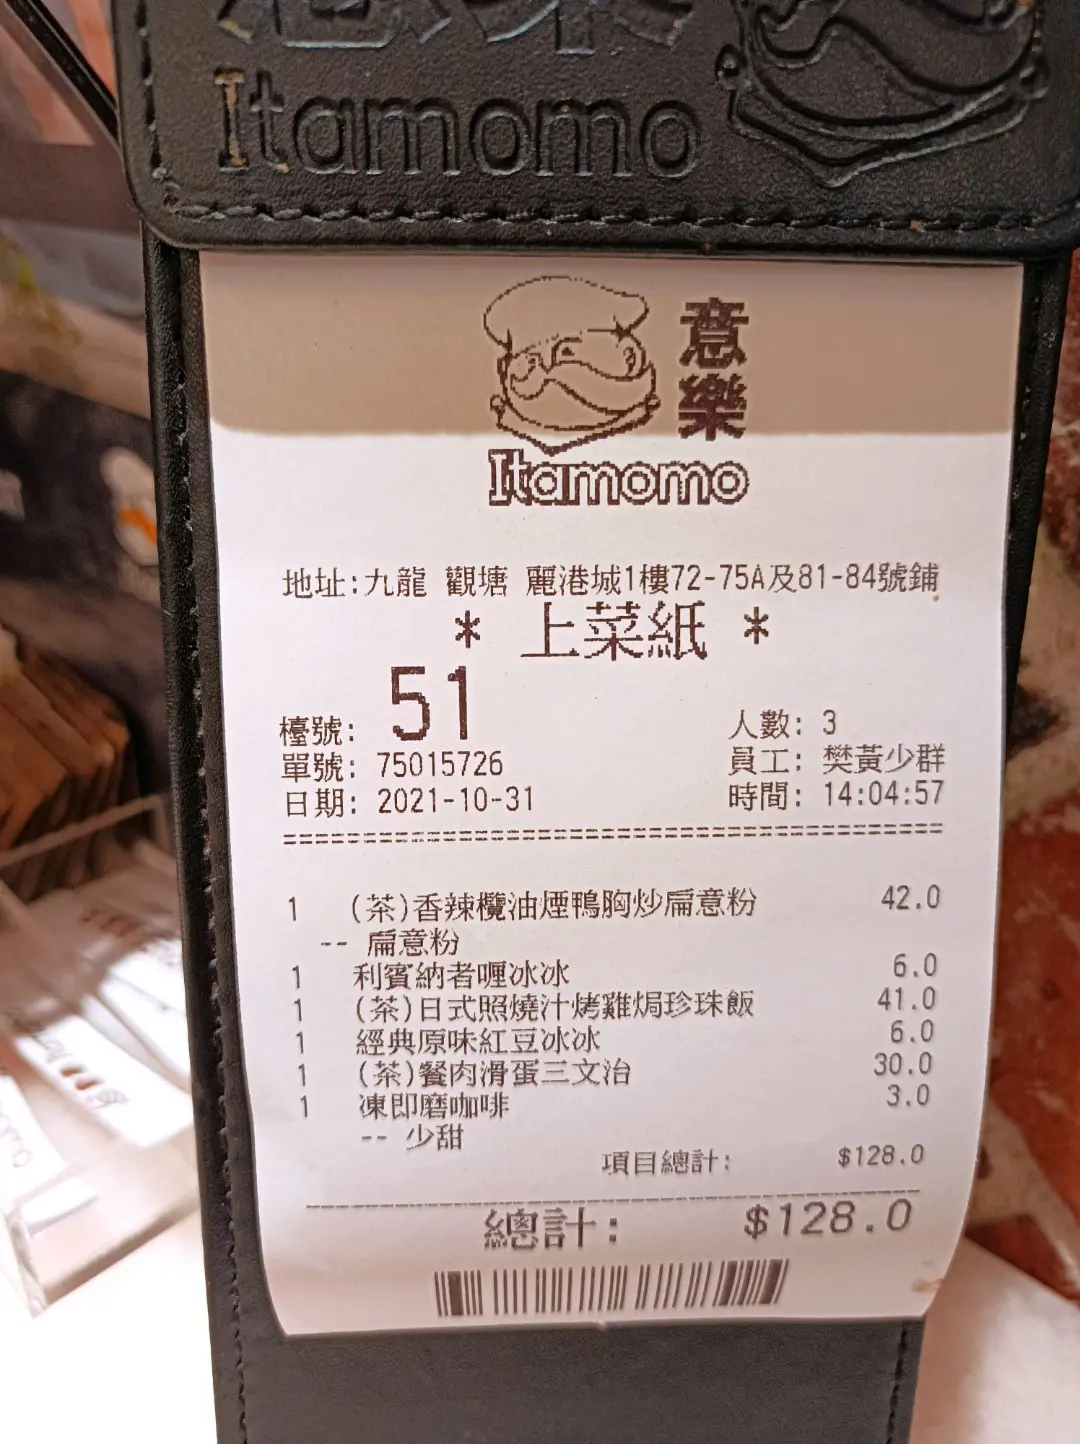 Itamomo
意樂
Itamomo
地址:九龍 觀塘 麗港城1樓72-75A及81-84號鋪
* 上菜紙 *
檯號: 51 人數: 3
單號: 75015726 員工: 樊黃少群
日期: 2021-10-31 時間: 14:04:57
1 (茶)香辣欖油煙鴨胸炒扁意粉 42.0
-- 扁意粉
1 利賓納者喱冰冰 6.0
1 (茶)日式照燒汁烤雞焗珍珠飯 41.0
1 經典原味紅豆冰冰 6.0
1 (茶)餐肉滑蛋三文治 30.0
1 凍即磨咖啡 3.0
-- 少甜
項目總計: $128.0
總計: $128.0